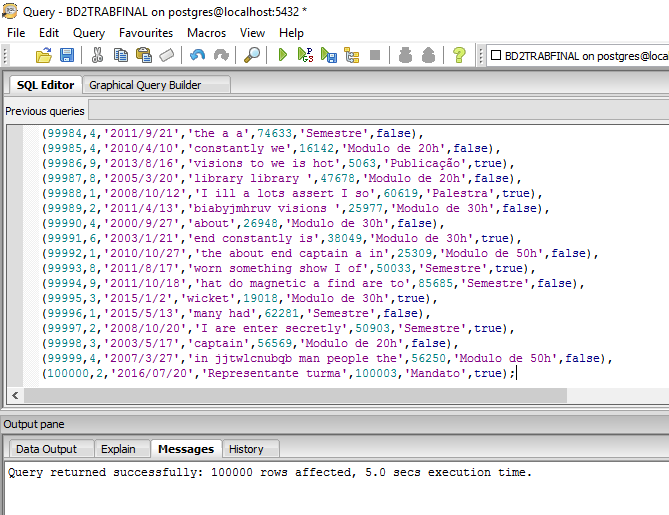 Query - BD2TRABFINAL on postgres@localhost:5432 *
File Edit Query Favourites Macros View Help
SQL
BD2TRABFINAL on postgres@loca
SQL Editor Graphical Query Builder
Previous queries
(99984,4,'2011/9/21','the a a',74633,'Semestre',false),
(99985,4,'2010/4/10','constantly we',16142,'Modulo de 20h',false),
(99986,9,'2013/8/16','visions to we is hot',5063,'Publicação',true),
(99987,8,'2005/3/20','library library ',47678,'Modulo de 20h',false),
(99988,1,'2008/10/12','I ill a lots assert I so',60619,'Palestra',true),
(99989,2,'2011/4/13','biabyjmhruv visions ',25977,'Modulo de 30h',false),
(99990,4,'2000/9/27','about',26948,'Modulo de 30h',false),
(99991,6,'2003/1/21','end constantly is',38049,'Modulo de 30h',true),
(99992,1,'2010/10/27','the about end captain a in',25309,'Modulo de 50h',false),
(99993,8,'2011/8/17','worn something show I of',50033,'Semestre',true),
(99994,9,'2011/10/18','hat do magnetic a find are to',85685,'Semestre',false),
(99995,3,'2015/1/2','wicket',19018,'Modulo de 30h',true),
(99996,1,'2015/5/13','many had',62281,'Semestre',false),
(99997,2,'2008/10/20','I are enter secretly',50903,'Semestre',true),
(99998,3,'2003/5/17','captain',56569,'Modulo de 20h',false),
(99999,4,'2007/3/27','in jjtwlcnubqb man people the',56250,'Modulo de 50h',false),
(100000,2,'2016/07/20','Representante turma',100003,'Mandato',true);
Output pane
Data Output Explain Messages History
Query returned successfully: 100000 rows affected, 5.0 secs execution time.